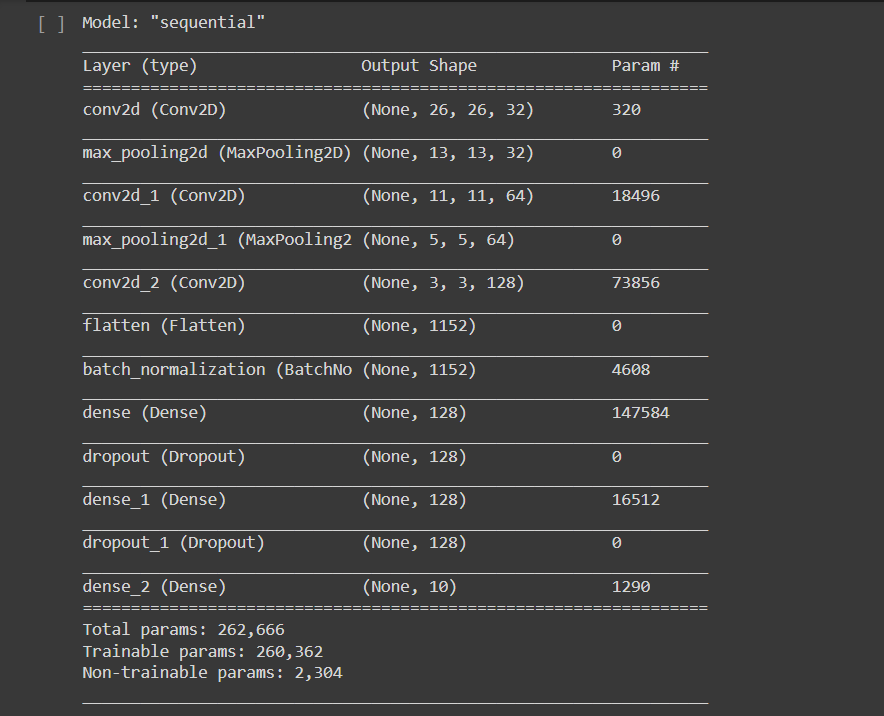 [ ] Model: "sequential"
_________________________________________________________________
Layer (type)                 Output Shape              Param #
=================================================================
conv2d (Conv2D)              (None, 26, 26, 32)        320
_________________________________________________________________
max_pooling2d (MaxPooling2D) (None, 13, 13, 32)        0
_________________________________________________________________
conv2d_1 (Conv2D)            (None, 11, 11, 64)        18496
_________________________________________________________________
max_pooling2d_1 (MaxPooling2 (None, 5, 5, 64)          0
_________________________________________________________________
conv2d_2 (Conv2D)            (None, 3, 3, 128)         73856
_________________________________________________________________
flatten (Flatten)            (None, 1152)              0
_________________________________________________________________
batch_normalization (BatchNo (None, 1152)              4608
_________________________________________________________________
dense (Dense)                (None, 128)               147584
_________________________________________________________________
dropout (Dropout)            (None, 128)               0
_________________________________________________________________
dense_1 (Dense)              (None, 128)               16512
_________________________________________________________________
dropout_1 (Dropout)          (None, 128)               0
_________________________________________________________________
dense_2 (Dense)              (None, 10)                1290
=================================================================
Total params: 262,666
Trainable params: 260,362
Non-trainable params: 2,304
_________________________________________________________________